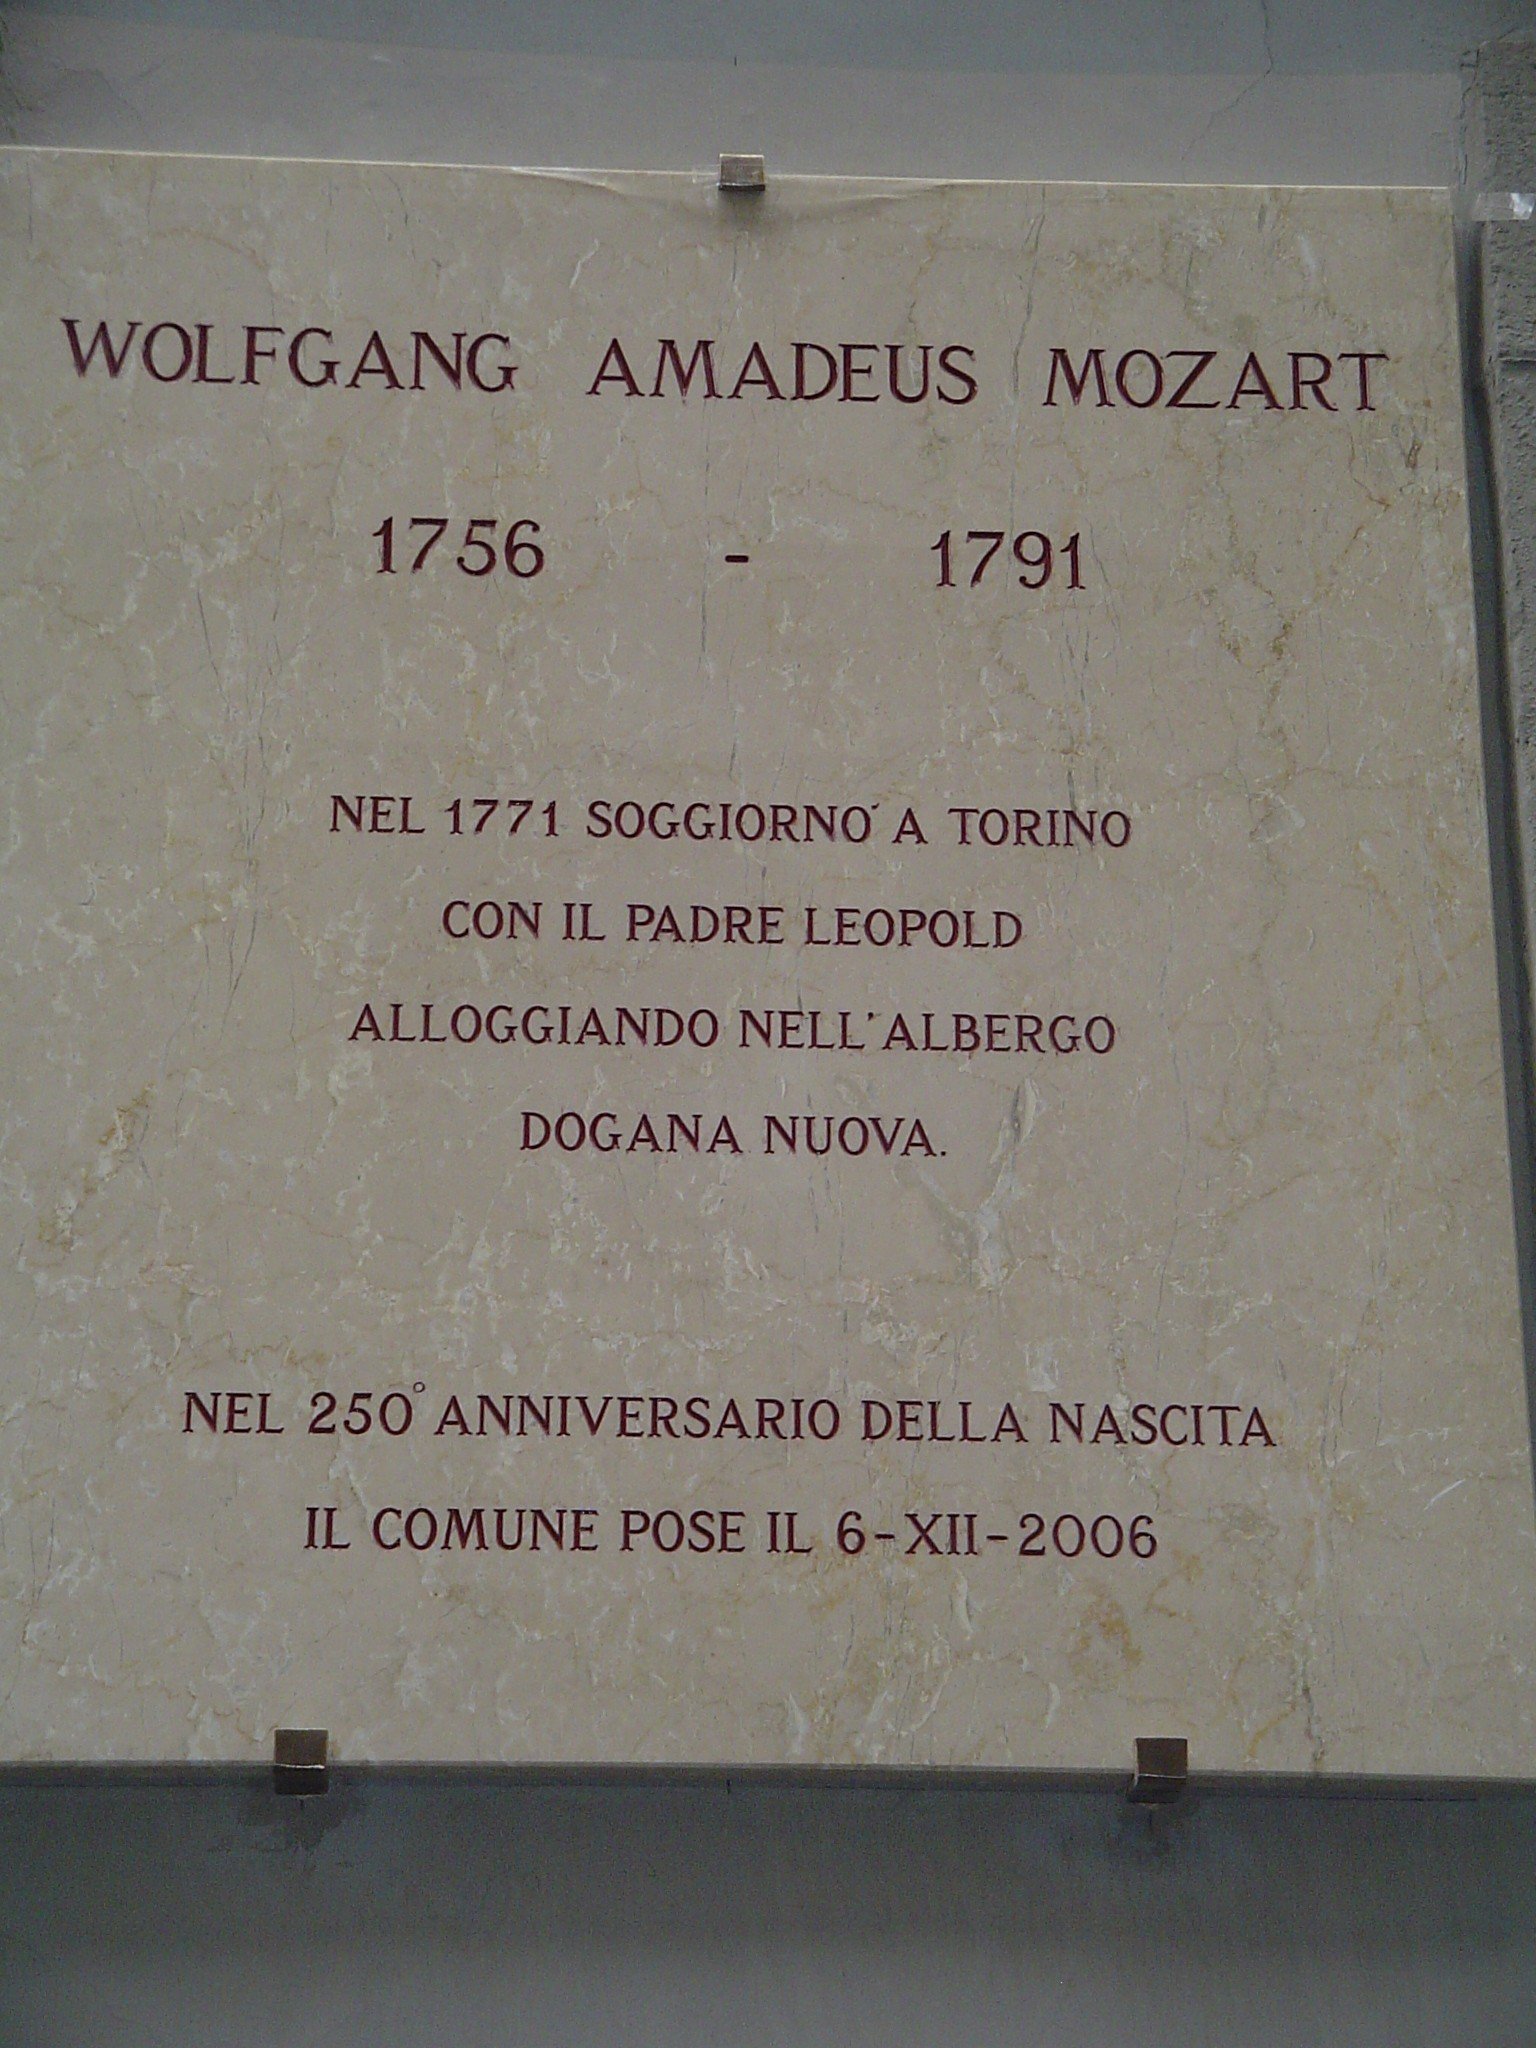 WOLFGANG AMADEUS MOZART
1756 - 1791
NEL 1771 SOGGIORNO' A TORINO
CON IL PADRE LEOPOLD
ALLOGGIANDO NELL'ALBERGO
DOGANA NUOVA.
NEL 250° ANNIVERSARIO DELLA NASCITA
IL COMUNE POSE IL 6-XII-2006